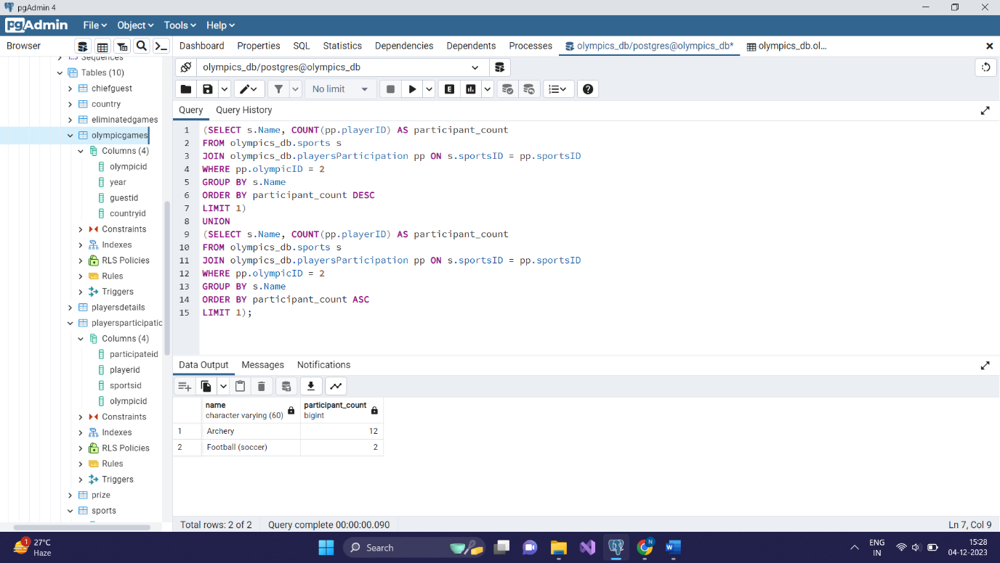 pgAdmin 4
pgAdmin
File
Object
Tools
Help
Browser
Dashboard
Properties
SQL
Statistics
Dependencies
Dependents
Processes
olympics_db/postgres@olympics_db*
olympics_db.ol...
Sequences
Tables (10)
chiefguest
country
eliminatedgames
olympicgames
Columns (4)
olympicid
year
guestid
countryid
Constraints
Indexes
RLS Policies
Rules
Triggers
playersdetails
playersparticipatic
Columns (4)
participateid
playerid
sportsid
olympicid
Constraints
Indexes
RLS Policies
Rules
Triggers
prize
sports
olympics_db/postgres@olympics_db
No limit
E
Query
Query History
1 (SELECT s.Name, COUNT(pp.playerID) AS participant_count
2 FROM olympics_db.sports s
3 JOIN olympics_db.playersParticipation pp ON s.sportsID = pp.sportsID
4 WHERE pp.olympicID = 2
5 GROUP BY s.Name
6 ORDER BY participant_count DESC
7 LIMIT 1)
8 UNION
9 (SELECT s.Name, COUNT(pp.playerID) AS participant_count
10 FROM olympics_db.sports s
11 JOIN olympics_db.playersParticipation pp ON s.sportsID = pp.sportsID
12 WHERE pp.olympicID = 2
13 GROUP BY s.Name
14 ORDER BY participant_count ASC
15 LIMIT 1);
Data Output
Messages
Notifications
name
character varying (60)
participant_count
bigint
1 Archery 12
2 Football (soccer) 2
Total rows: 2 of 2
Query complete 00:00:00.090
Ln 7, Col 9
1
27°C
Haze
Search
N
W
ENG
IN
15:28
04-12-2023